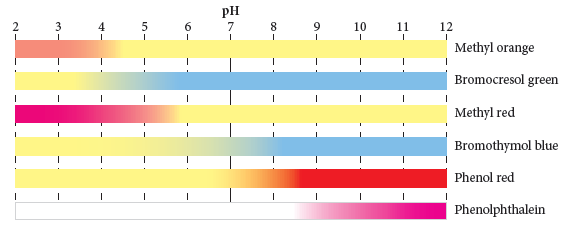 pH
2 3 4 5 6 7 8 9 10 11 12
Methyl orange
Bromocresol green
Methyl red
Bromothymol blue
Phenol red
Phenolphthalein